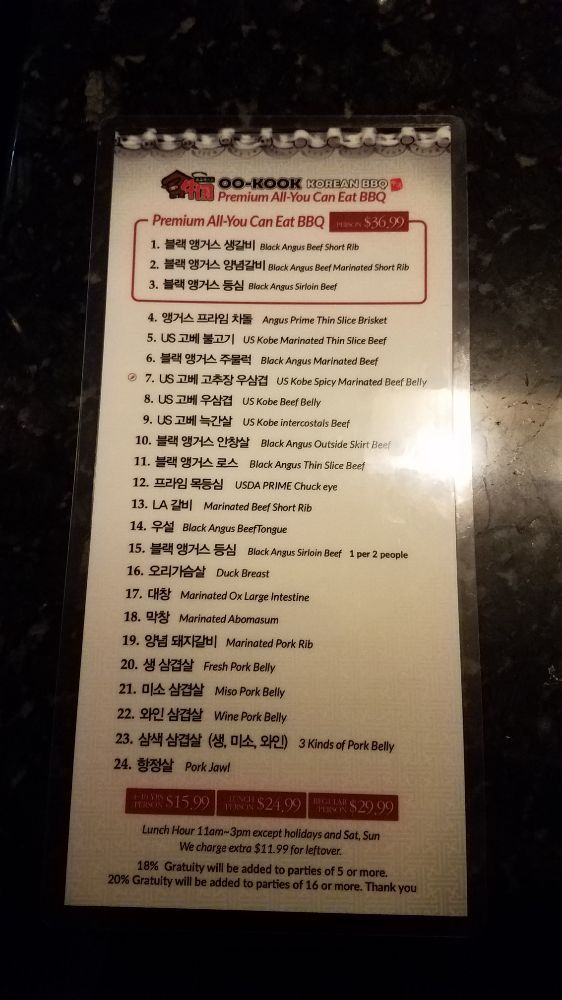 OO-KOOK KOREAN BBQ
Premium All-You Can Eat BBQ
Premium All-You Can Eat BBQ PERSON $36.99
1. 블랙 앵거스 생갈비 Black Angus Beef Short Rib
2. 블랙 앵거스 양념갈비 Black Angus Beef Marinated Short Rib
3. 블랙 앵거스 등심 Black Angus Sirloin Beef
4. 앵거스 프라임 차돌 Angus Prime Thin Slice Brisket
5. US 고베 불고기 US Kobe Marinated Thin Slice Beef
6. 블랙 앵거스 주물럭 Black Angus Marinated Beef
7. US 고베 고추장 우삼겹 US Kobe Spicy Marinated Beef Belly
8. US 고베 우삼겹 US Kobe Beef Belly
9. US 고베 늑간살 US Kobe intercostals Beef
10. 블랙 앵거스 안창살 Black Angus Outside Skirt Beef
11. 블랙 앵거스 로스 Black Angus Thin Slice Beef
12. 프라임 목등심 USDA PRIME Chuck eye
13. LA 갈비 Marinated Beef Short Rib
14. 우설 Black Angus BeefTongue
15. 블랙 앵거스 등심 Black Angus Sirloin Beef 1 per 2 people
16. 오리가슴살 Duck Breast
17. 대창 Marinated Ox Large Intestine
18. 막창 Marinated Abomasum
19. 양념 돼지갈비 Marinated Pork Rib
20. 생 삼겹살 Fresh Pork Belly
21. 미소 삼겹살 Miso Pork Belly
22. 와인 삼겹살 Wine Pork Belly
23. 삼색 삼겹살 (생, 미소, 와인) 3 Kinds of Pork Belly
24. 항정살 Pork Jawl
PERSON $15.99 LUNCH PERSON $24.99 REGULAR PERSON $29.99
Lunch Hour 11am~3pm except holidays and Sat, Sun
We charge extra $11.99 for leftover.
18% Gratuity will be added to parties of 5 or more.
20% Gratuity will be added to parties of 16 or more. Thank you